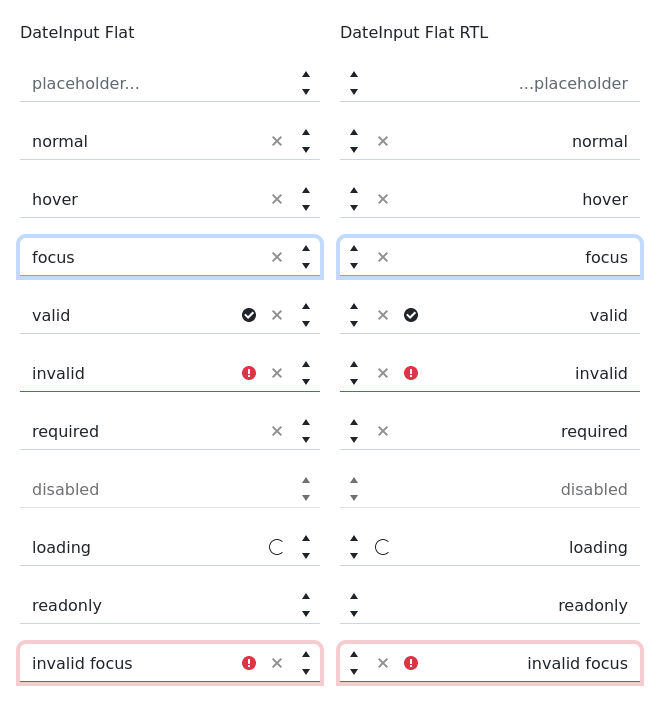 DateInput Flat
placeholder...
normal
hover
focus
valid
invalid
required
disabled
loading
readonly
invalid focus
DateInput Flat RTL
...placeholder
normal
hover
focus
valid
invalid
required
disabled
loading
readonly
invalid focus